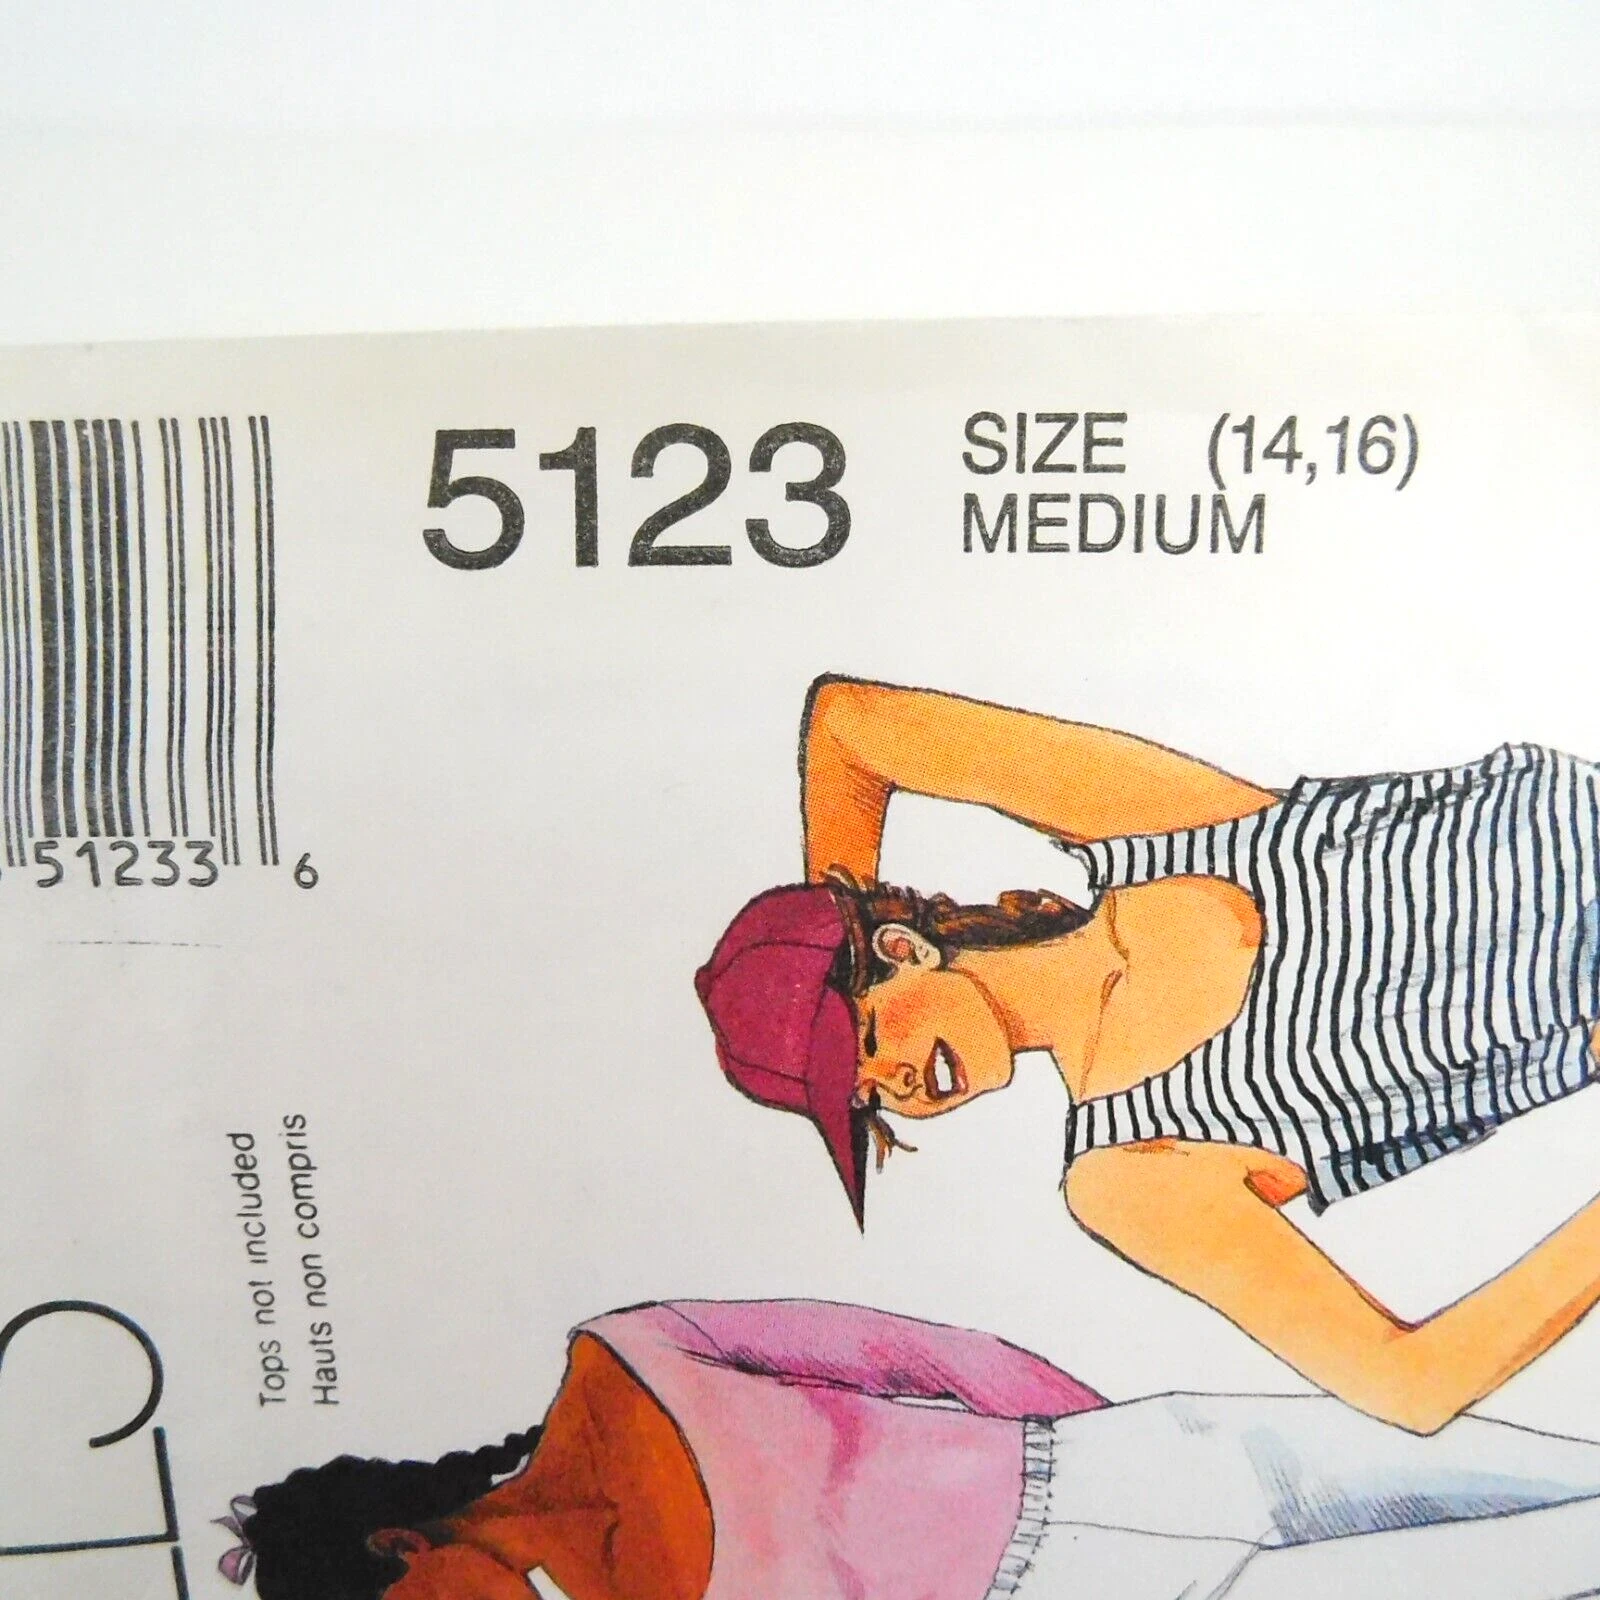 5123
SIZE (14,16)
MEDIUM
51233 6
Tops not included
Hauts non compris